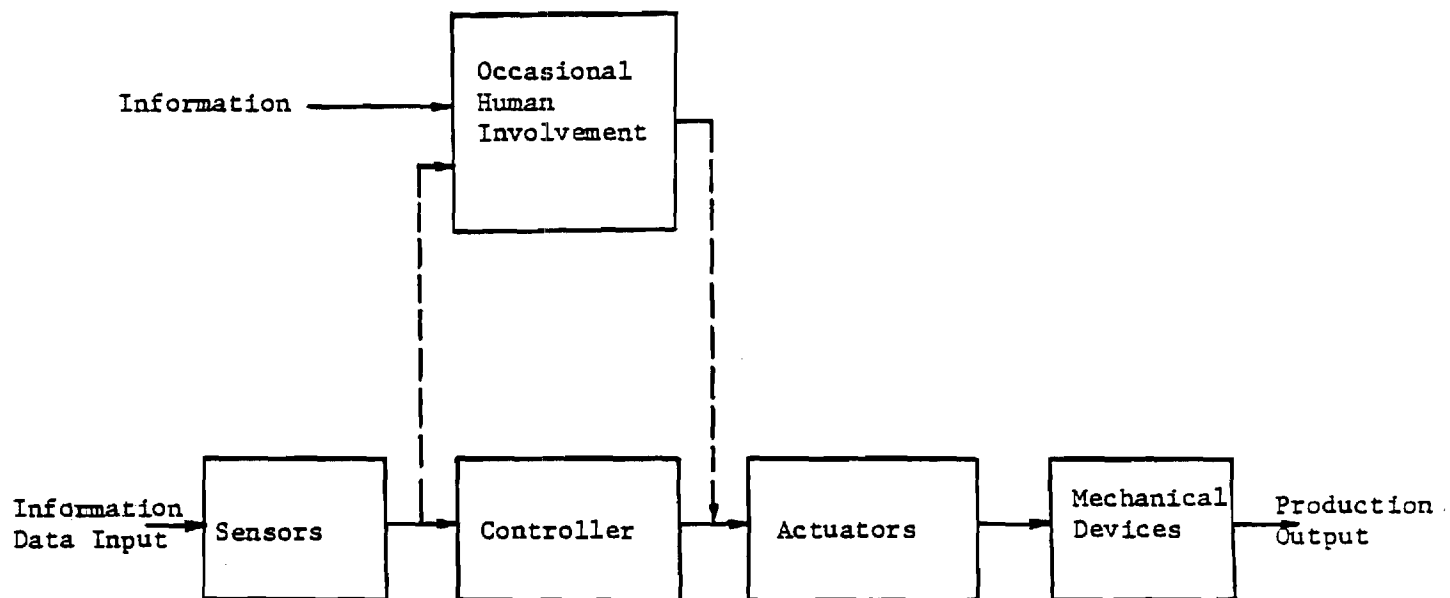 Occasional
Human
Involvement
Information
Information
Data Input
Sensors
Controller
Actuators
Mechanical
Devices
Production
Output